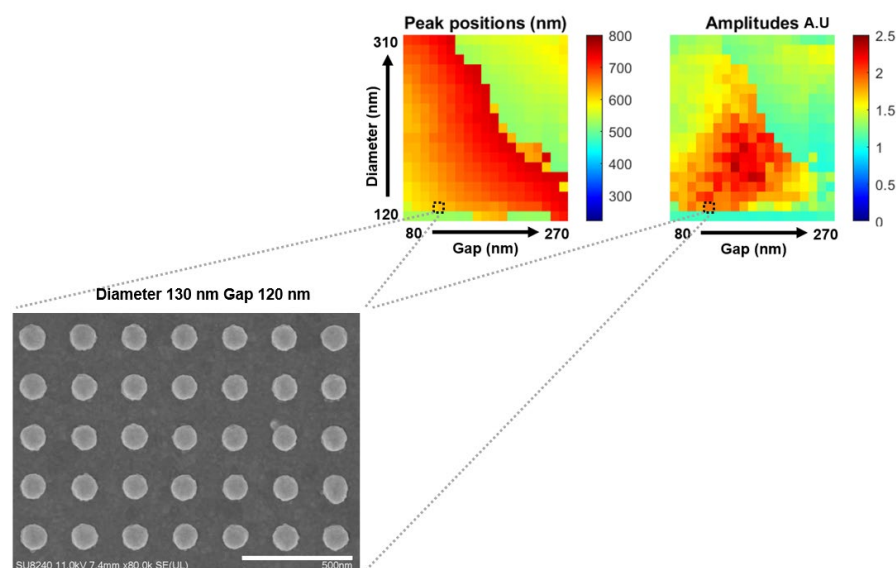 Peak positions (nm)
Amplitudes A.U
310
800
700
600
500
400
300
2.5
2
1.5
1
0.5
0
Diameter (nm)
120
80
270
Gap (nm)
80
270
Gap (nm)
Diameter 130 nm Gap 120 nm
SU8240 11.0kV 7.4mm x80.0k SE(UL)
500nm